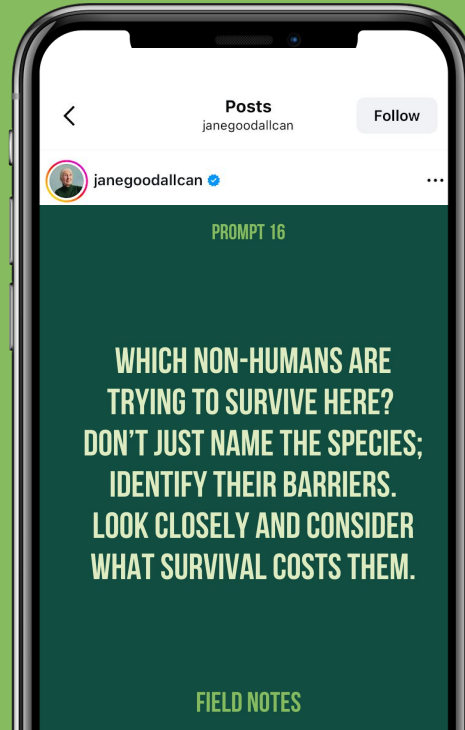 Posts
janegoodallcan
Follow
janegoodallcan
PROMPT 16
WHICH NON-HUMANS ARE
TRYING TO SURVIVE HERE?
DON'T JUST NAME THE SPECIES;
IDENTIFY THEIR BARRIERS.
LOOK CLOSELY AND CONSIDER
WHAT SURVIVAL COSTS THEM.
FIELD NOTES